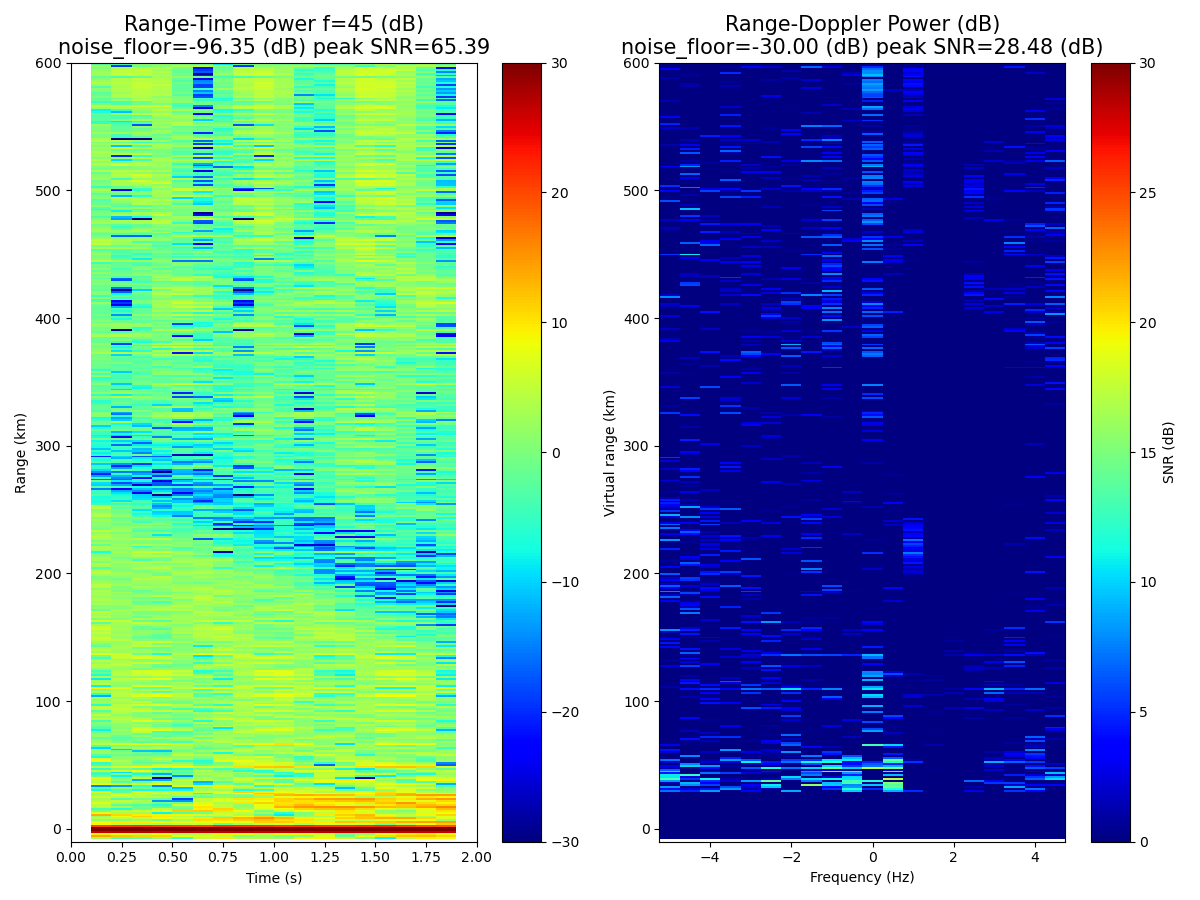 Range-Time Power f=45 (dB)
noise_floor=-96.35 (dB) peak SNR=65.39
Range (km)
600
500
400
300
200
100
0
0.00 0.25 0.50 0.75 1.00 1.25 1.50 1.75 2.00
Time (s)
30
20
10
0
−10
−20
−30
Range-Doppler Power (dB)
noise_floor=-30.00 (dB) peak SNR=28.48 (dB)
Virtual range (km)
600
500
400
300
200
100
0
−4 −2 0 2 4
Frequency (Hz)
30
25
20
15
10
5
0
SNR (dB)